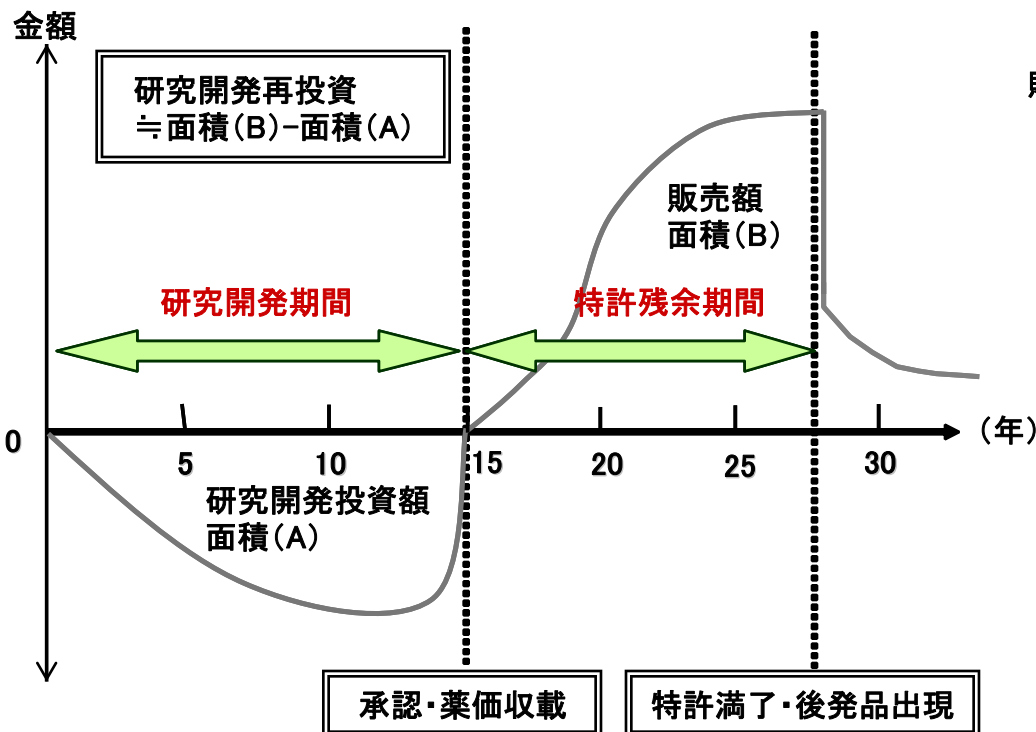 金額
研究開発再投資
≒面積(B)-面積(A)
販売額
面積(B)
研究開発期間
特許残余期間
0
5
10
15
20
25
30
(年)
研究開発投資額
面積(A)
承認・薬価収載
特許満了・後発品出現